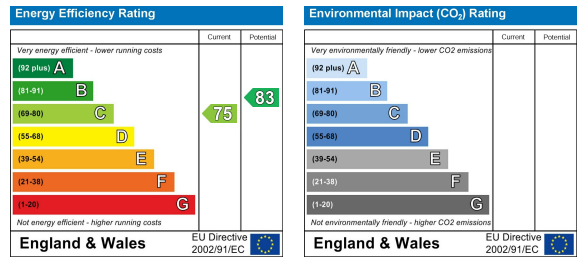 Energy Efficiency Rating
Current Potential
Very energy efficient - lower running costs
(92 plus) A
(81-91) B
(69-80) C
(55-68) D
(39-54) E
(21-38) F
(1-20) G
75
83
Not energy efficient - higher running costs
England & Wales
EU Directive
2002/91/EC
Environmental Impact (CO₂) Rating
Current Potential
Very environmentally friendly - lower CO2 emissions
(92 plus) A
(81-91) B
(69-80) C
(55-68) D
(39-54) E
(21-38) F
(1-20) G
Not environmentally friendly - higher CO2 emissions
England & Wales
EU Directive
2002/91/EC